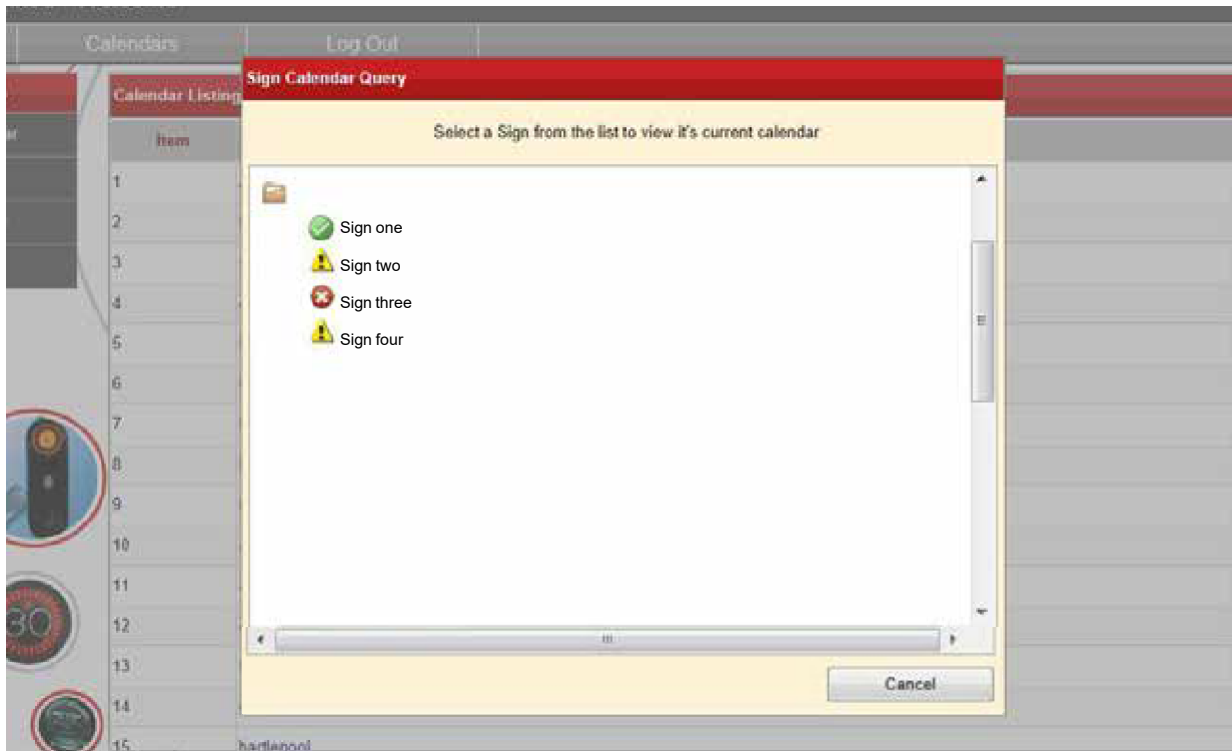 Calendars Log Out
Sign Calendar Query
Calendar Listing
Select a Sign from the list to view it's current calendar
Item
1
Sign one
2
Sign two
3
Sign three
4
Sign four
5
6
7
8
9
10
11
30
12
13
Cancel
14
15 hartlepool